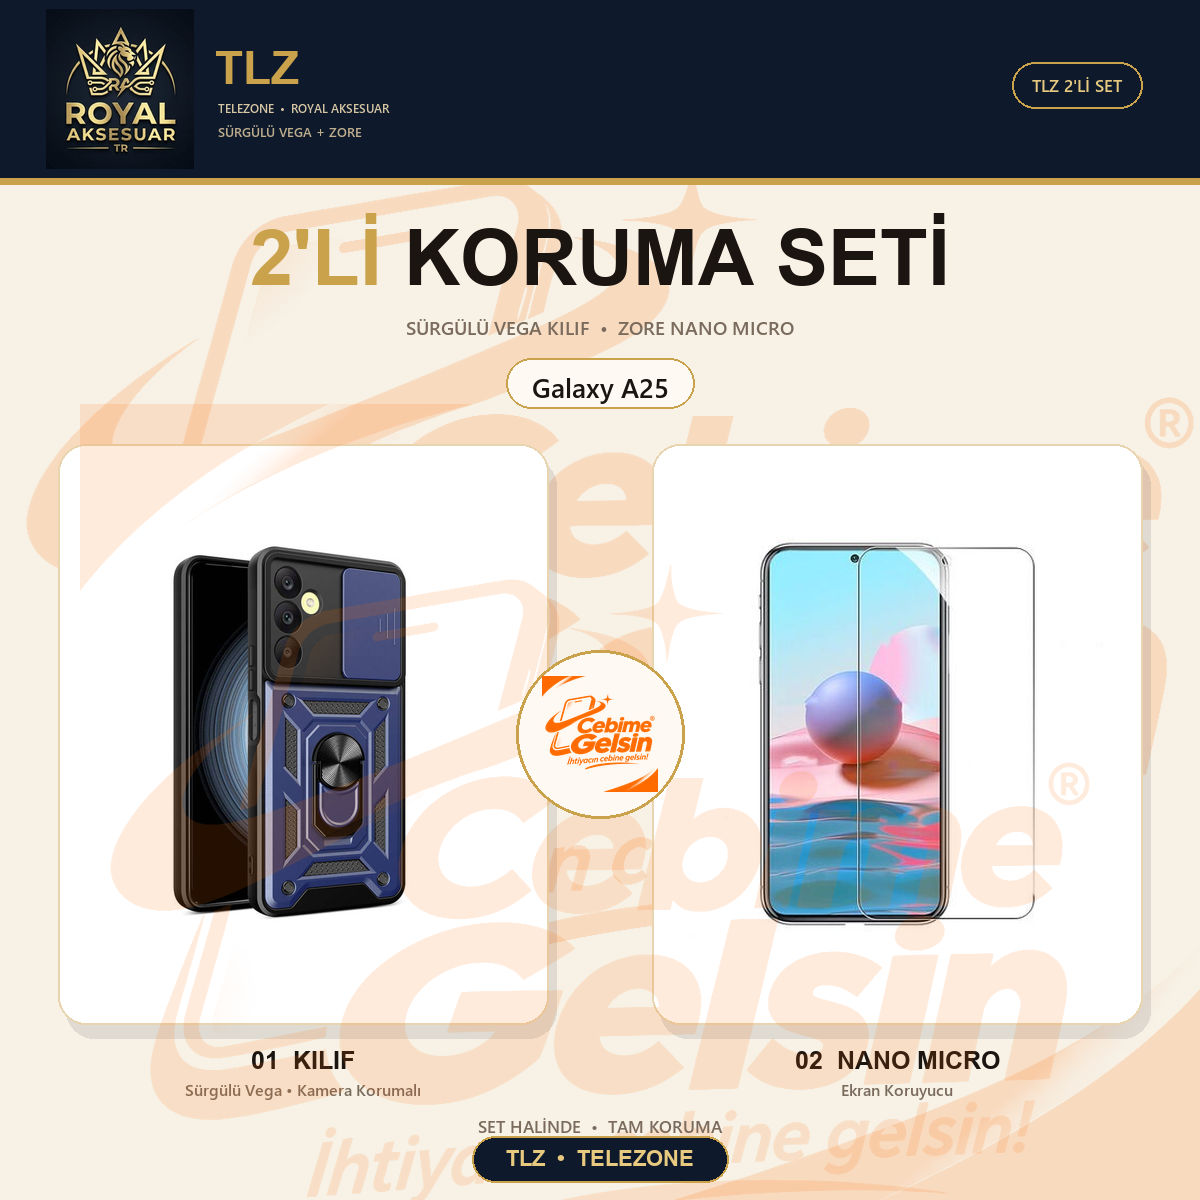 ROYAL
AKSESUAR
TR
TLZ
TELEZONE • ROYAL AKSESUAR
SÜRGÜLÜ VEGA + ZORE
TLZ 2'Lİ SET
2'Lİ KORUMA SETİ
SÜRGÜLÜ VEGA KILIF • ZORE NANO MICRO
Galaxy A25
Cebime
Gelsin
İhtiyacın cebine gelsin!
Cebime
Gelsin
®
01 KILIF
Sürgülü Vega • Kamera Korumalı
02 NANO MICRO
Ekran Koruyucu
SET HALİNDE • TAM KORUMA
TLZ • TELEZONE